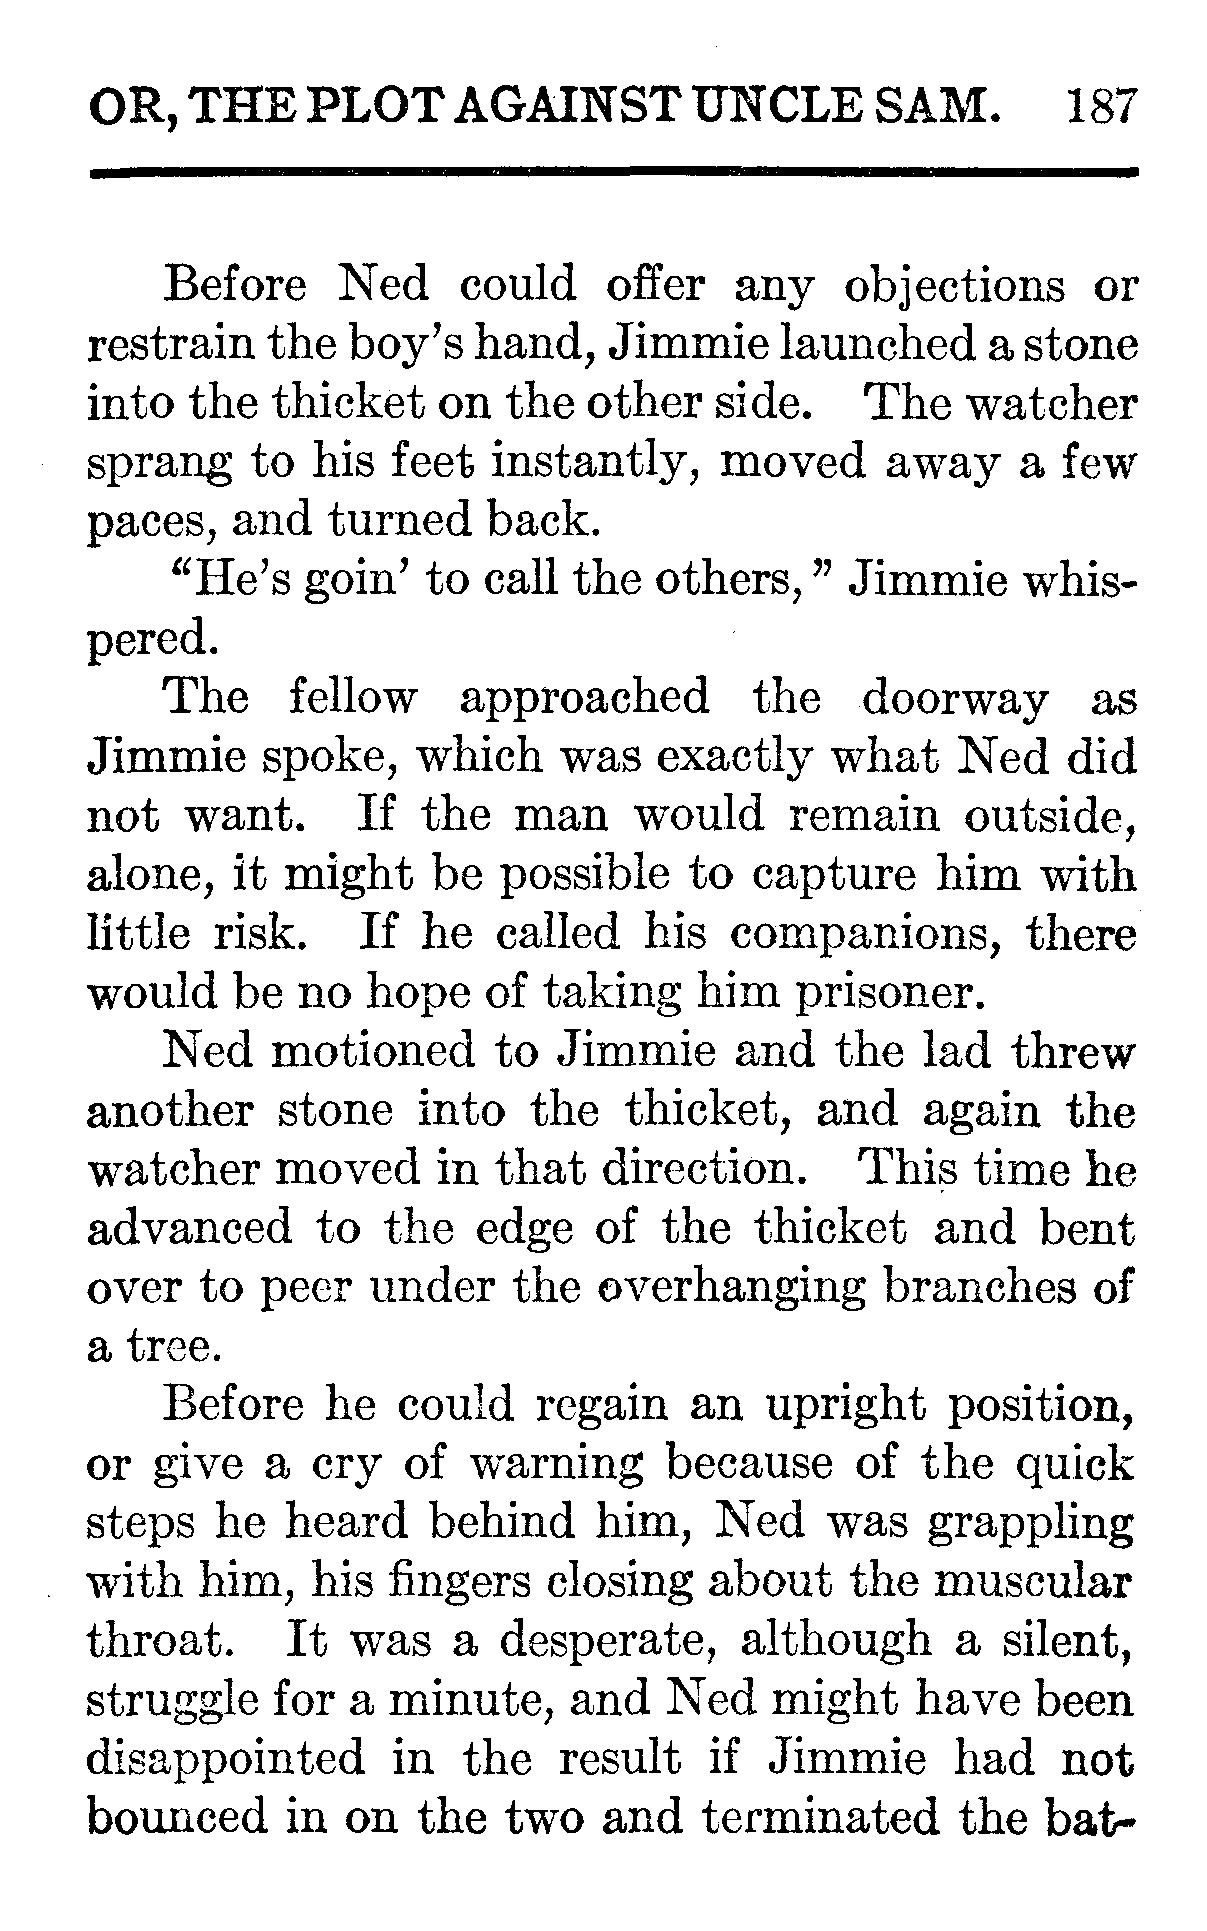 OR, THE PLOT AGAINST UNCLE SAM. 187
Before Ned could offer any objections or
restrain the boy's hand, Jimmie launched a stone
into the thicket on the other side. The watcher
sprang to his feet instantly, moved away a few
paces, and turned back.
“He's goin' to call the others,” Jimmie whis-
pered.
The fellow approached the doorway as
Jimmie spoke, which was exactly what Ned did
not want. If the man would remain outside,
alone, it might be possible to capture him with
little risk. If he called his companions, there
would be no hope of taking him prisoner.
Ned motioned to Jimmie and the lad threw
another stone into the thicket, and again the
watcher moved in that direction. This time he
advanced to the edge of the thicket and bent
over to peer under the overhanging branches of
a tree.
Before he could regain an upright position,
or give a cry of warning because of the quick
steps he heard behind him, Ned was grappling
with him, his fingers closing about the muscular
throat. It was a desperate, although a silent,
struggle for a minute, and Ned might have been
disappointed in the result if Jimmie had not
bounced in on the two and terminated the bat-